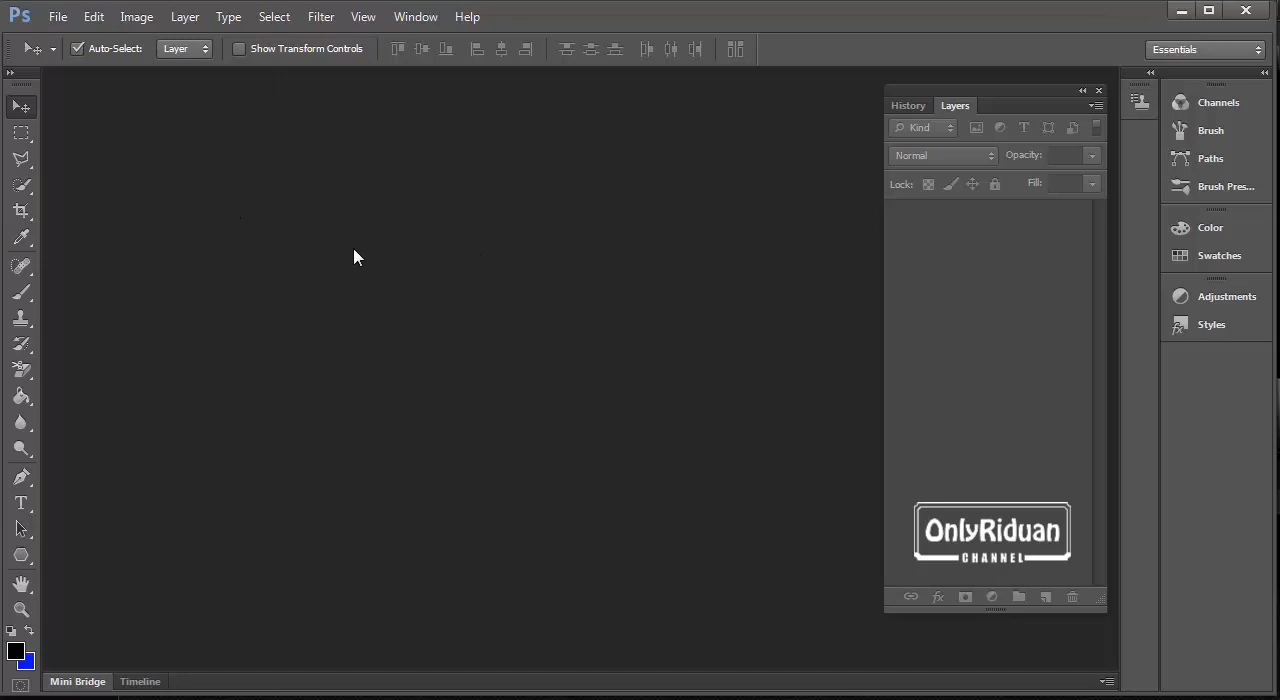 Ps File Edit Image Layer Type Select Filter View Window Help
Auto-Select: Layer Show Transform Controls Essentials
History Layers
Kind
Normal Opacity:
Lock: Fill:
Channels
Brush
Paths
Brush Pres...
Color
Swatches
Adjustments
Styles
OnlyRiduan
CHANNEL
Mini Bridge Timeline